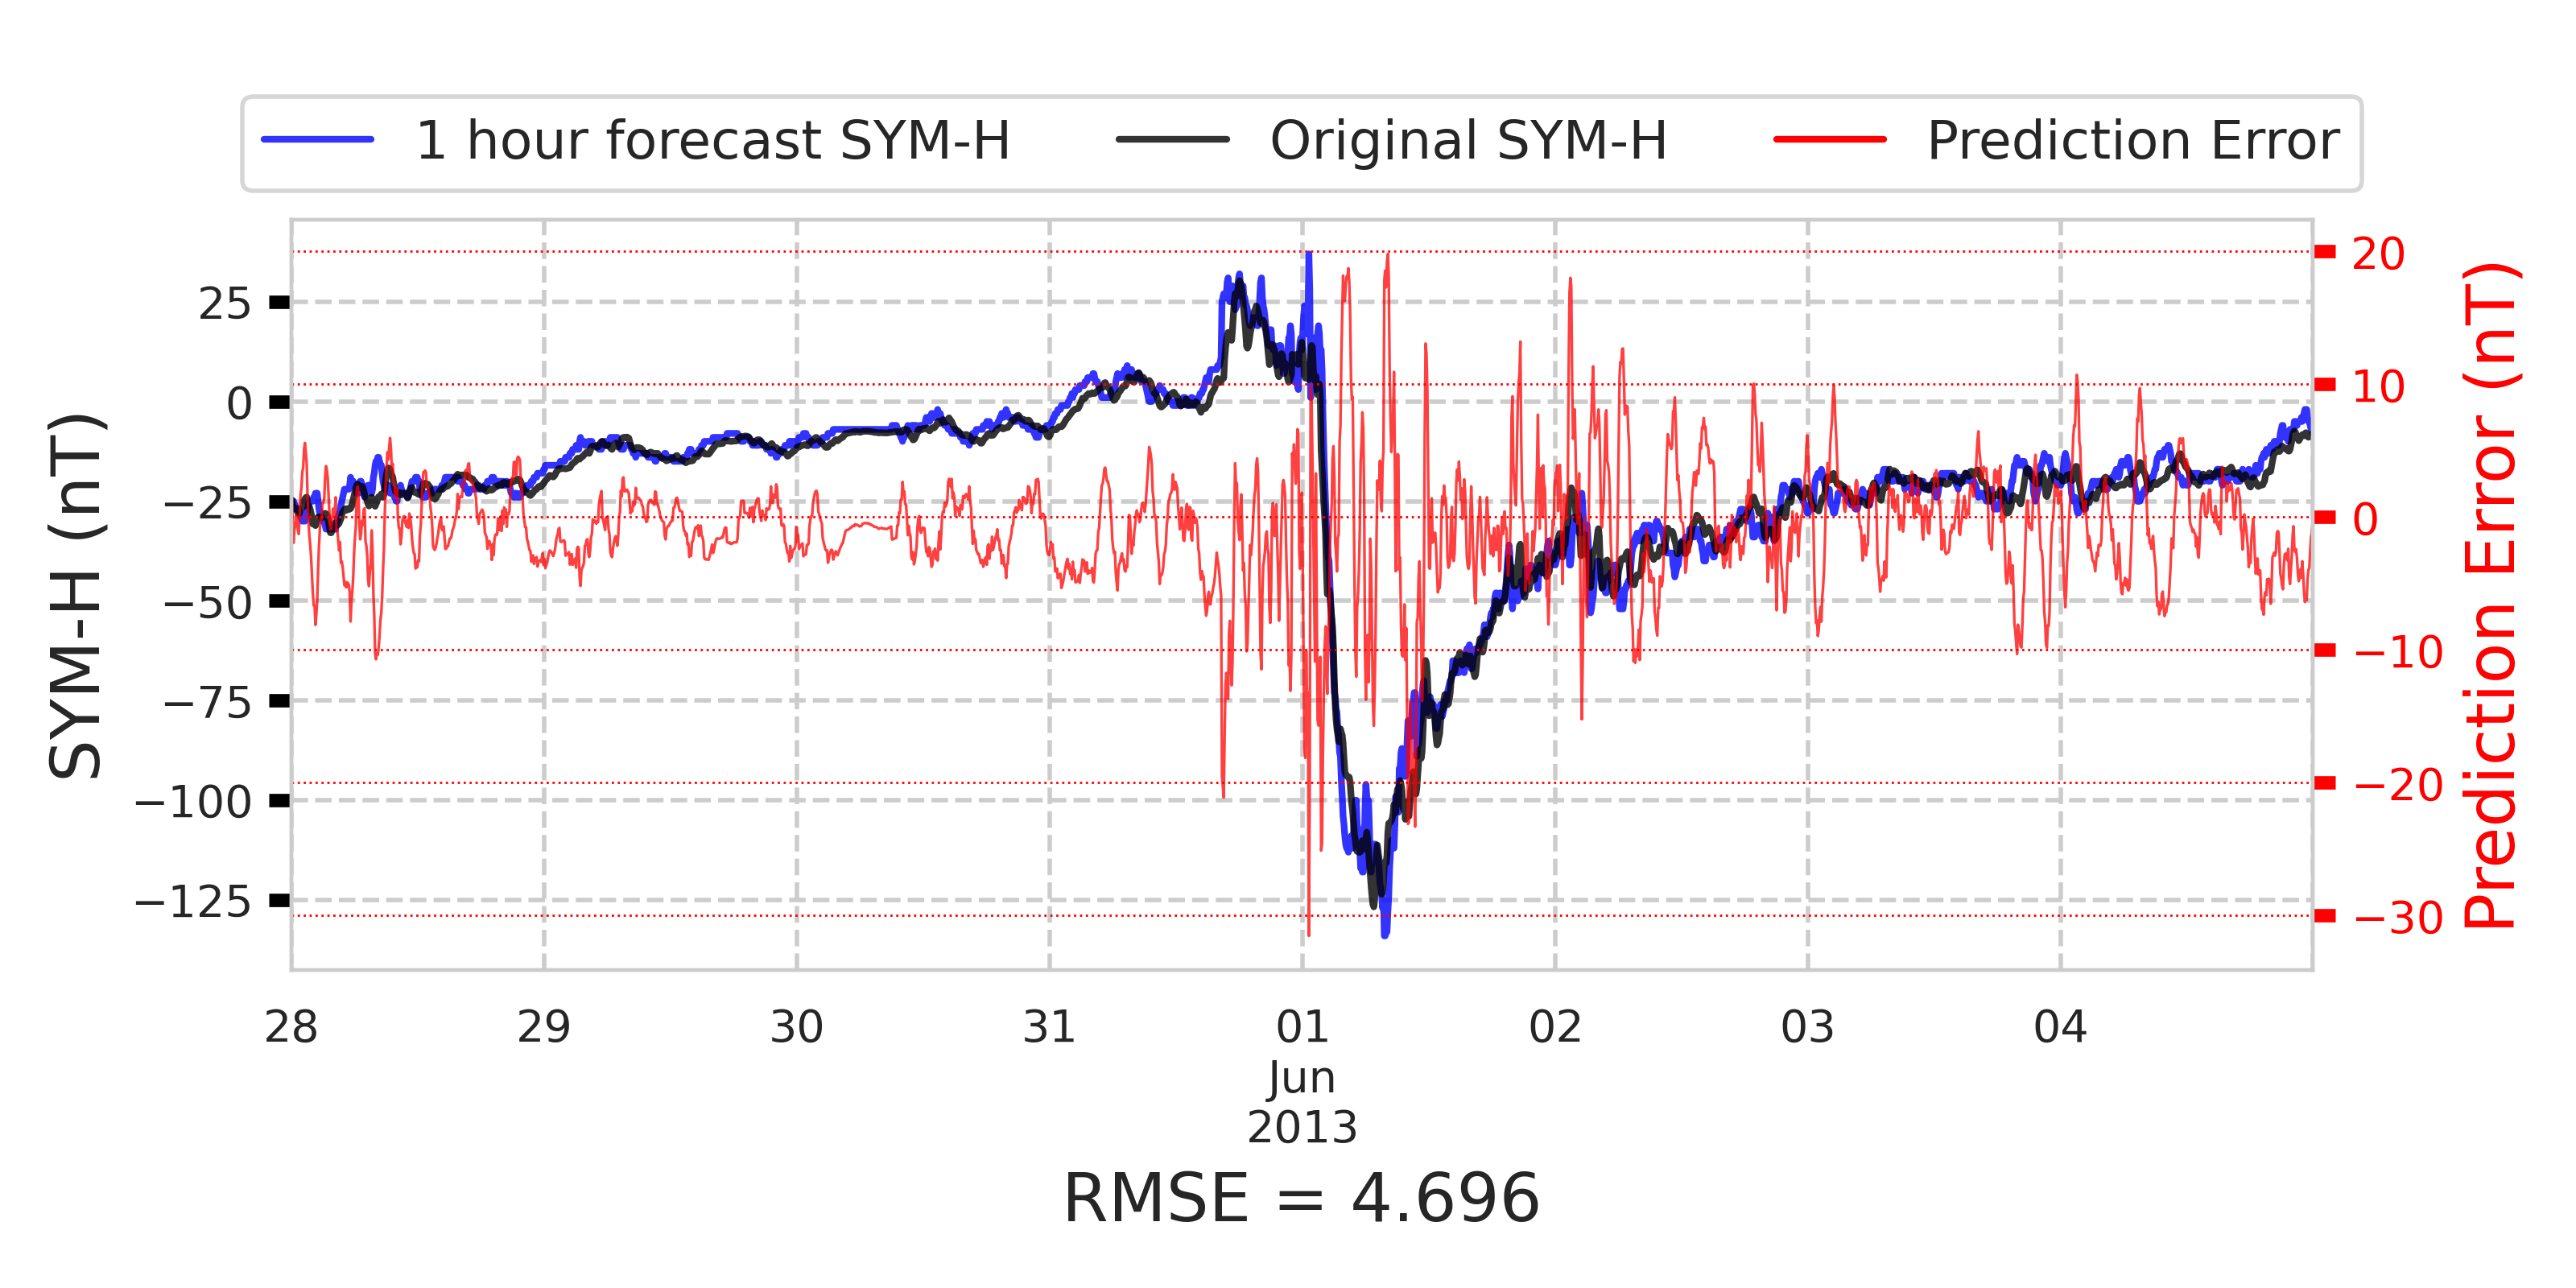 1 hour forecast SYM-H Original SYM-H Prediction Error
SYM-H (nT)
25
0
−25
−50
−75
−100
−125
20
10
0
−10
−20
−30
Prediction Error (nT)
28 29 30 31 01 02 03 04
Jun
2013
RMSE = 4.696